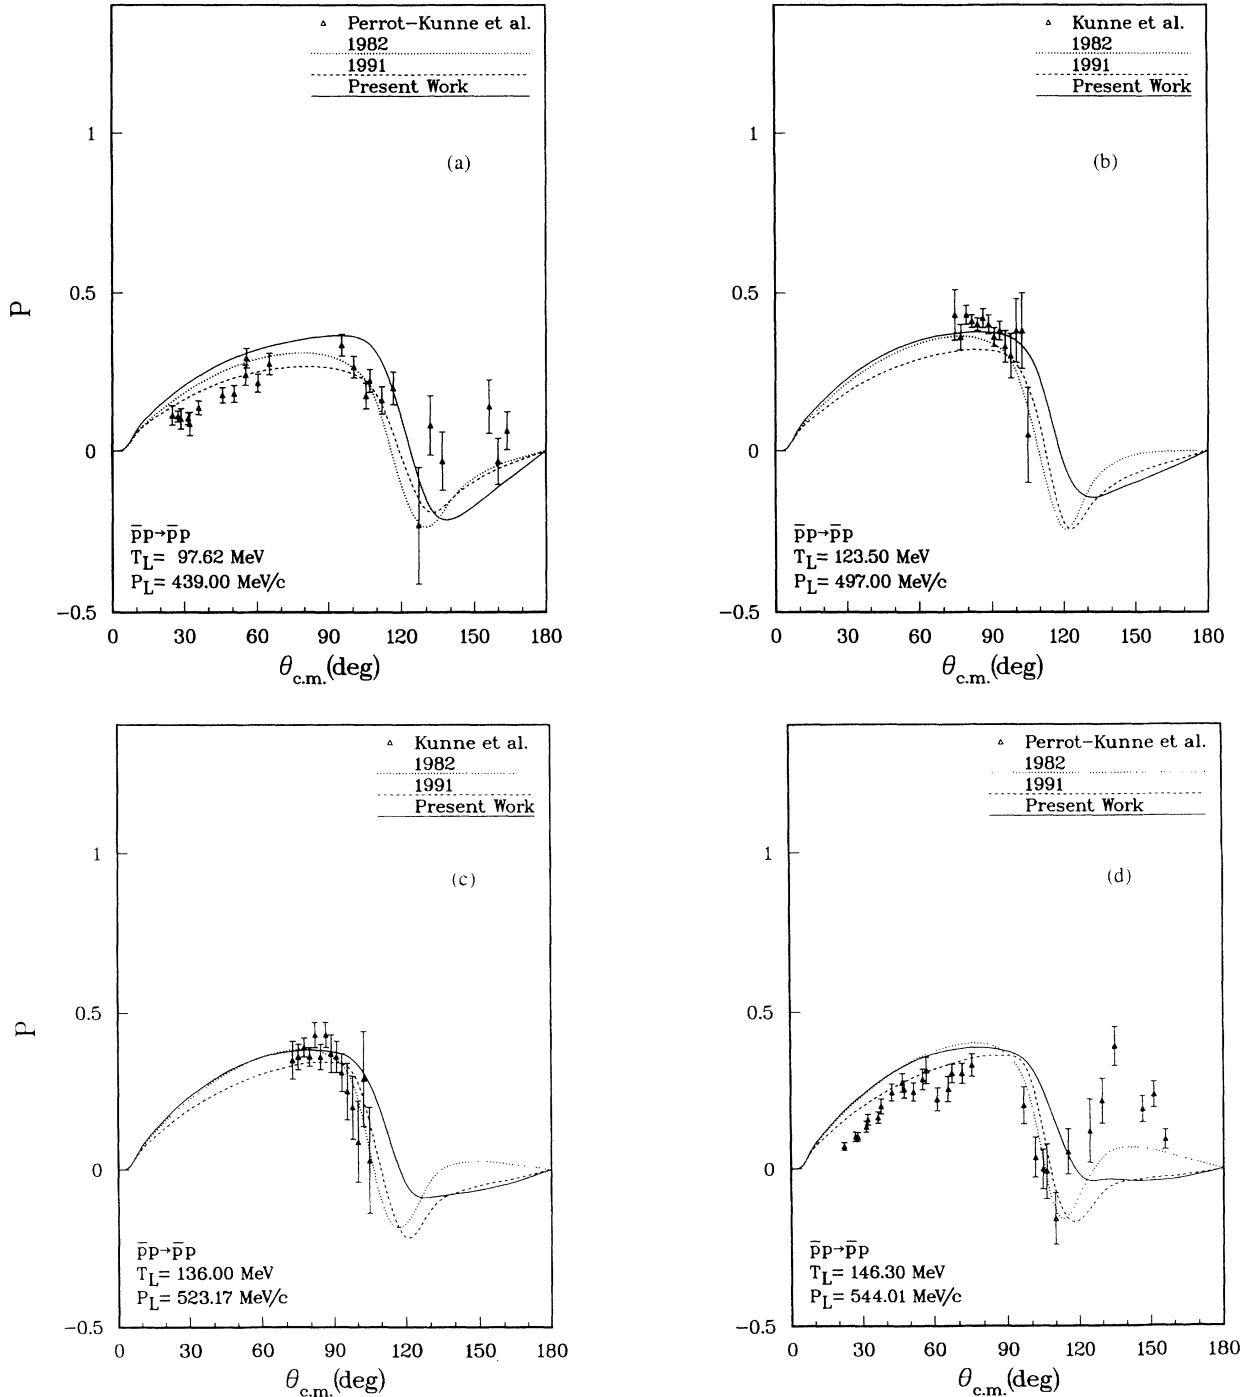 Perrot-Kunne et al.
1982
1991
Present Work
(a)
P
1
0.5
0
-0.5
p̅p→p̅p
T_L= 97.62 MeV
P_L= 439.00 MeV/c
0 30 60 90 120 150 180
θ_c.m.(deg)
Kunne et al.
1982
1991
Present Work
(b)
1
0.5
0
-0.5
p̅p→p̅p
T_L= 123.50 MeV
P_L= 497.00 MeV/c
0 30 60 90 120 150 180
θ_c.m.(deg)
Kunne et al.
1982
1991
Present Work
(c)
P
1
0.5
0
-0.5
p̅p→p̅p
T_L= 136.00 MeV
P_L= 523.17 MeV/c
0 30 60 90 120 150 180
θ_c.m.(deg)
Perrot-Kunne et al.
1982
1991
Present Work
(d)
1
0.5
0
-0.5
p̅p→p̅p
T_L= 146.30 MeV
P_L= 544.01 MeV/c
0 30 60 90 120 150 180
θ_c.m.(deg)